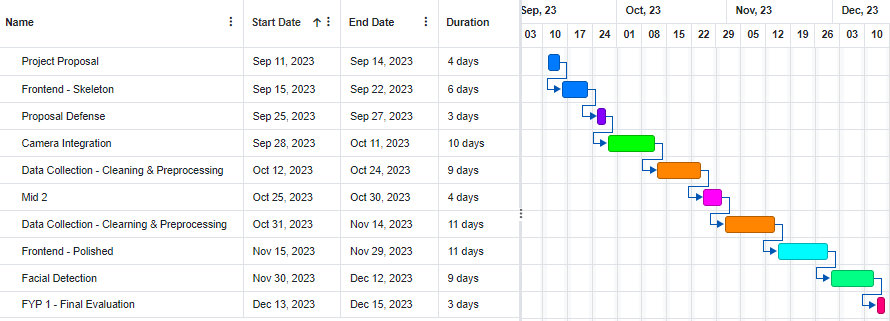 Name Start Date End Date Duration Sep, 23 Oct, 23 Nov, 23 Dec, 23
03 10 17 24 01 08 15 22 29 05 12 19 26 03 10
Project Proposal Sep 11, 2023 Sep 14, 2023 4 days
Frontend - Skeleton Sep 15, 2023 Sep 22, 2023 6 days
Proposal Defense Sep 25, 2023 Sep 27, 2023 3 days
Camera Integration Sep 28, 2023 Oct 11, 2023 10 days
Data Collection - Cleaning & Preprocessing Oct 12, 2023 Oct 24, 2023 9 days
Mid 2 Oct 25, 2023 Oct 30, 2023 4 days
Data Collection - Clearning & Preprocessing Oct 31, 2023 Nov 14, 2023 11 days
Frontend - Polished Nov 15, 2023 Nov 29, 2023 11 days
Facial Detection Nov 30, 2023 Dec 12, 2023 9 days
FYP 1 - Final Evaluation Dec 13, 2023 Dec 15, 2023 3 days